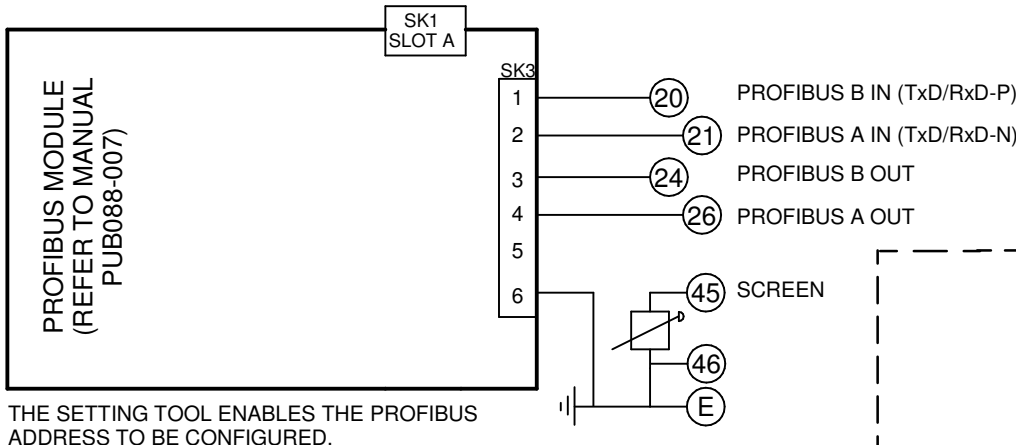 SK1
SLOT A
PROFIBUS MODULE
(REFER TO MANUAL
PUB088-007)
SK3
1
20
PROFIBUS B IN (TxD/RxD-P)
2
21
PROFIBUS A IN (TxD/RxD-N)
3
24
PROFIBUS B OUT
4
26
PROFIBUS A OUT
5
6
45
SCREEN
46
E
THE SETTING TOOL ENABLES THE PROFIBUS
ADDRESS TO BE CONFIGURED.